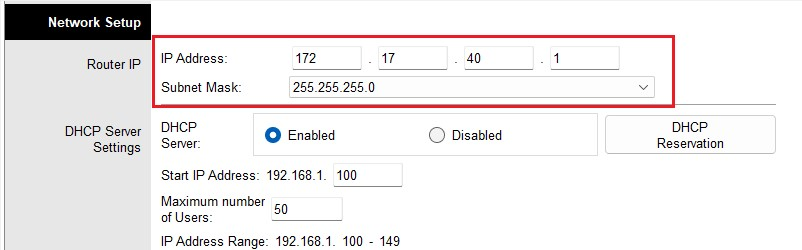 Network Setup
Router IP
IP Address: 172 . 17 . 40 . 1
Subnet Mask: 255.255.255.0
DHCP Server
Settings
DHCP
Server:
Enabled Disabled
DHCP
Reservation
Start IP Address: 192.168.1. 100
Maximum number
of Users: 50
IP Address Range: 192.168.1. 100 - 149